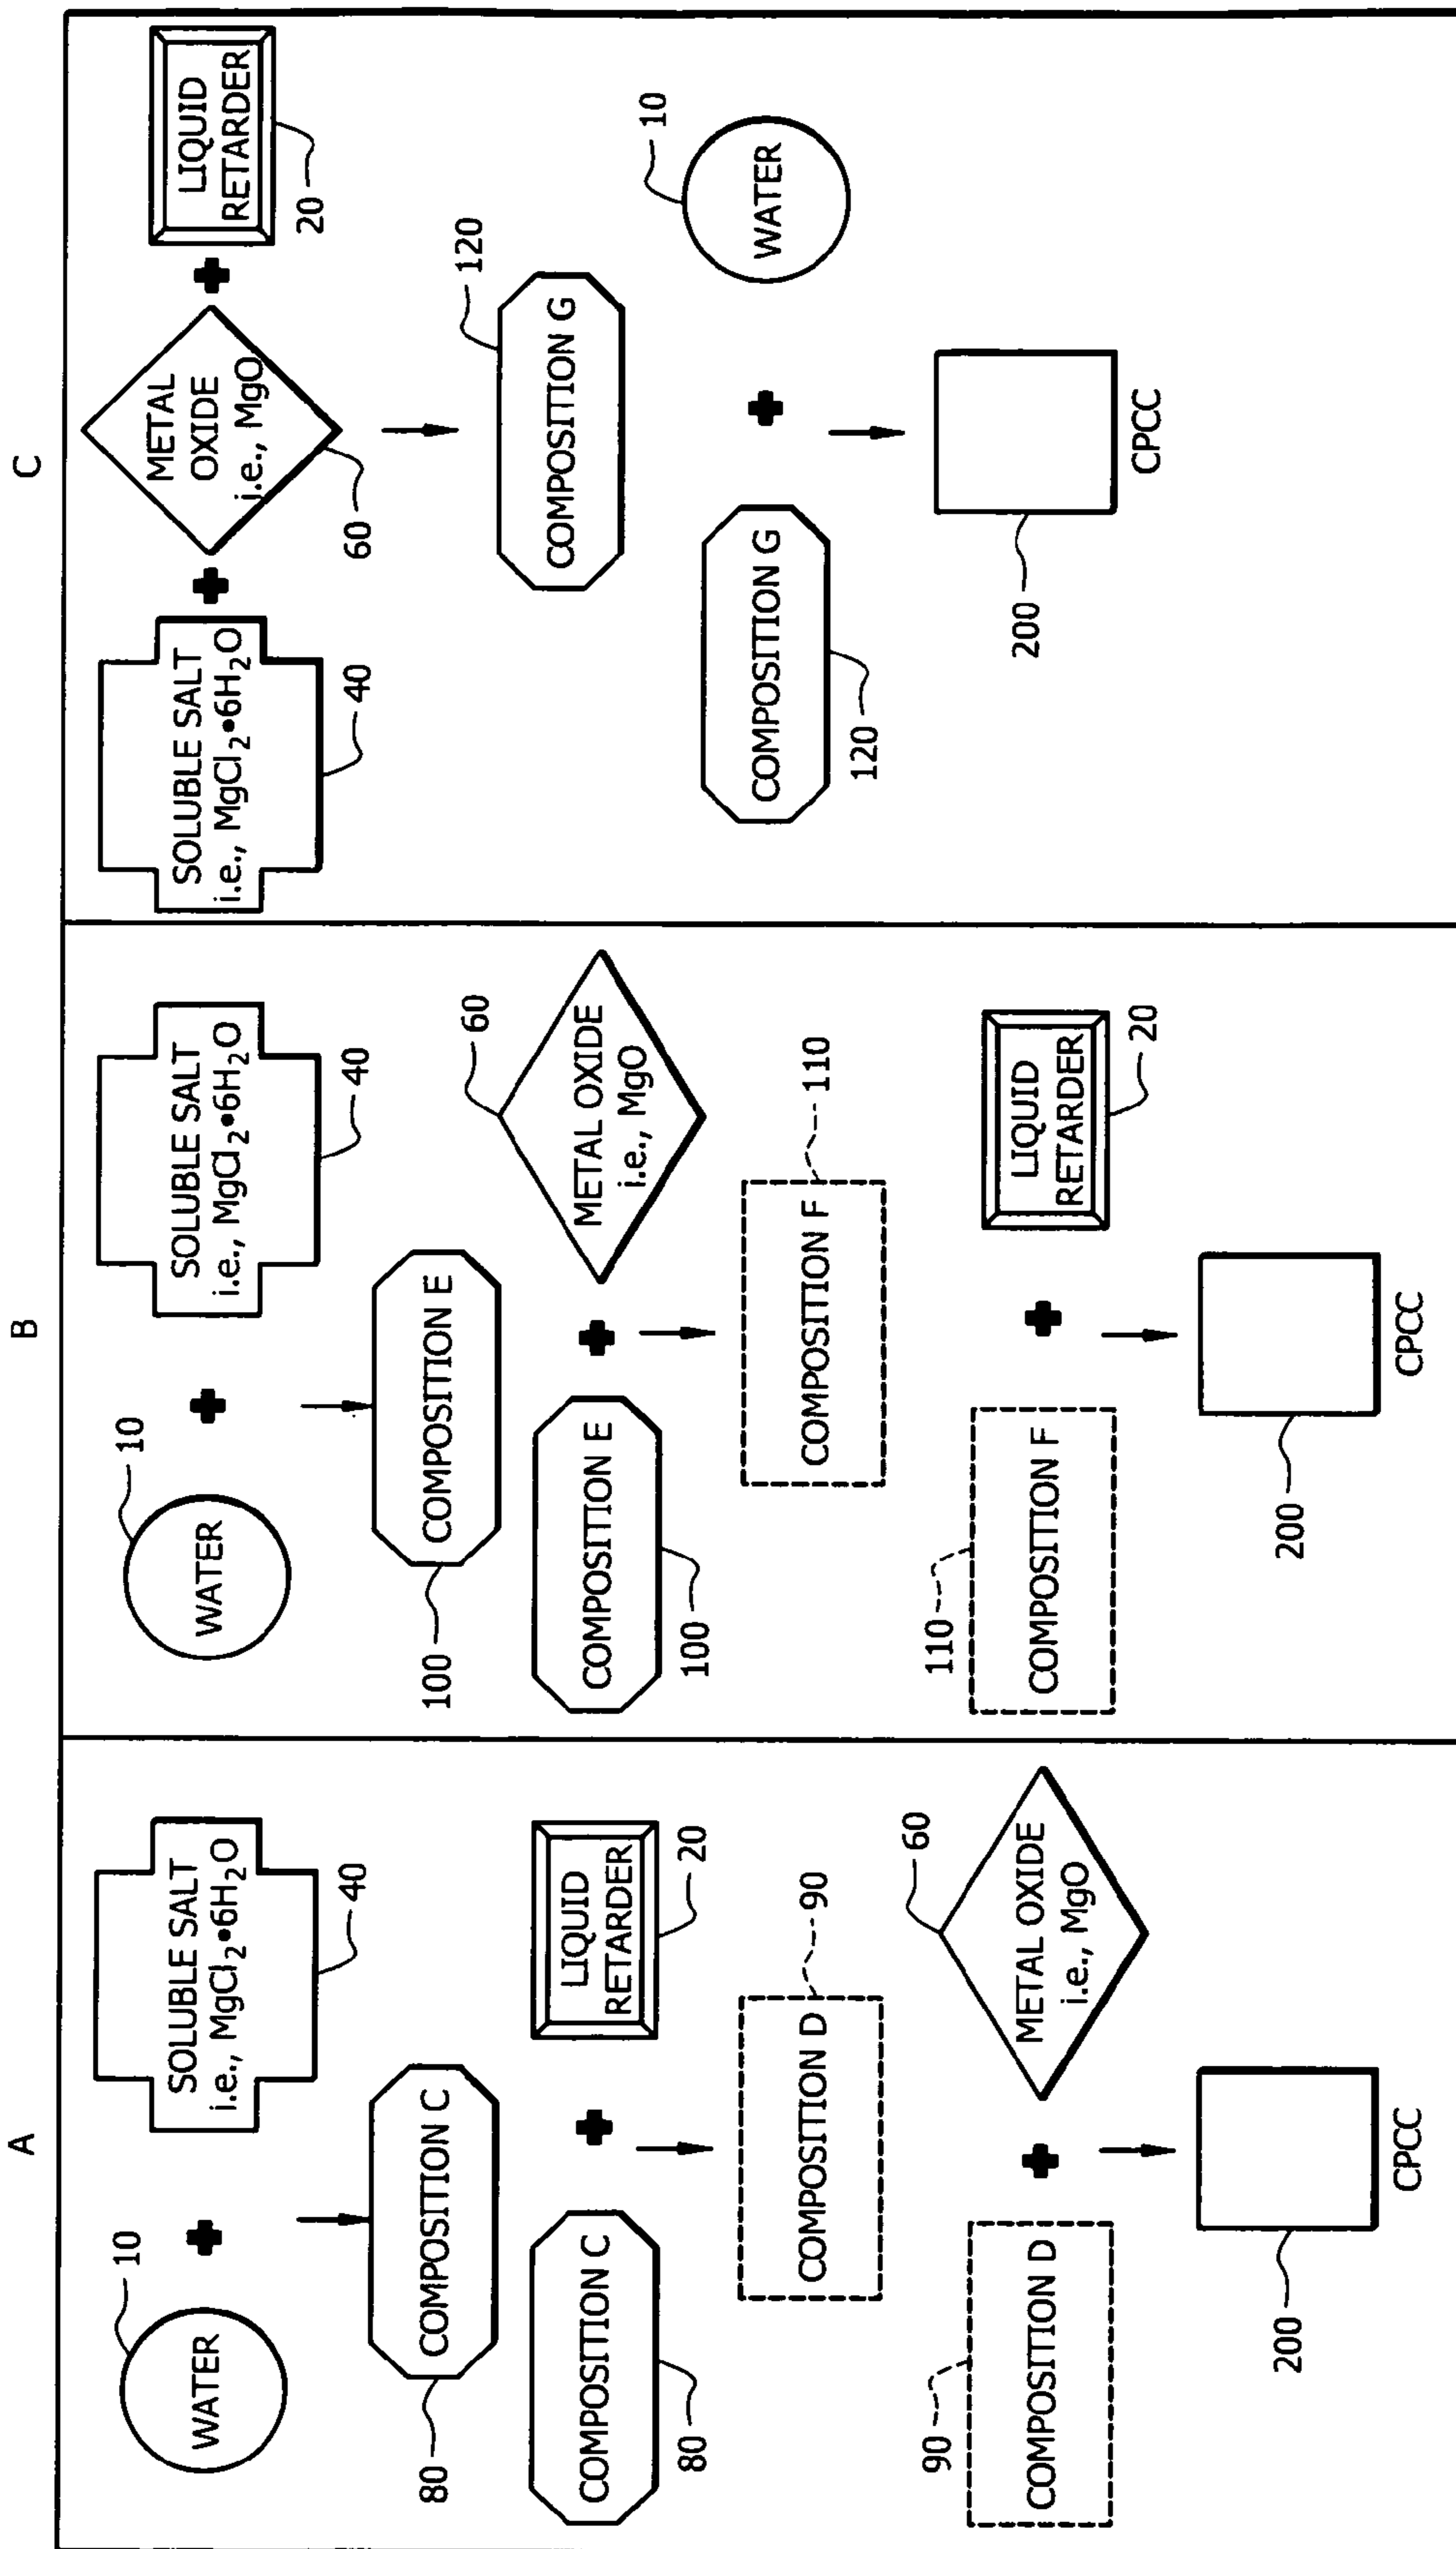 A
10
WATER
SOLUBLE SALT
i.e., MgCl₂•6H₂O
40
COMPOSITION C
80
COMPOSITION C
80
LIQUID
RETARDER
20
COMPOSITION D
90
90
COMPOSITION D
60
METAL OXIDE
i.e., MgO
200
CPCC
B
10
WATER
SOLUBLE SALT
i.e., MgCl₂•6H₂O
40
COMPOSITION E
100
COMPOSITION E
100
60
METAL OXIDE
i.e., MgO
COMPOSITION F
110
110
COMPOSITION F
LIQUID
RETARDER
20
200
CPCC
C
SOLUBLE SALT
i.e., MgCl₂•6H₂O
40
METAL
OXIDE
i.e., MgO
60
LIQUID
RETARDER
20
120
COMPOSITION G
COMPOSITION G
120
10
WATER
200
CPCC